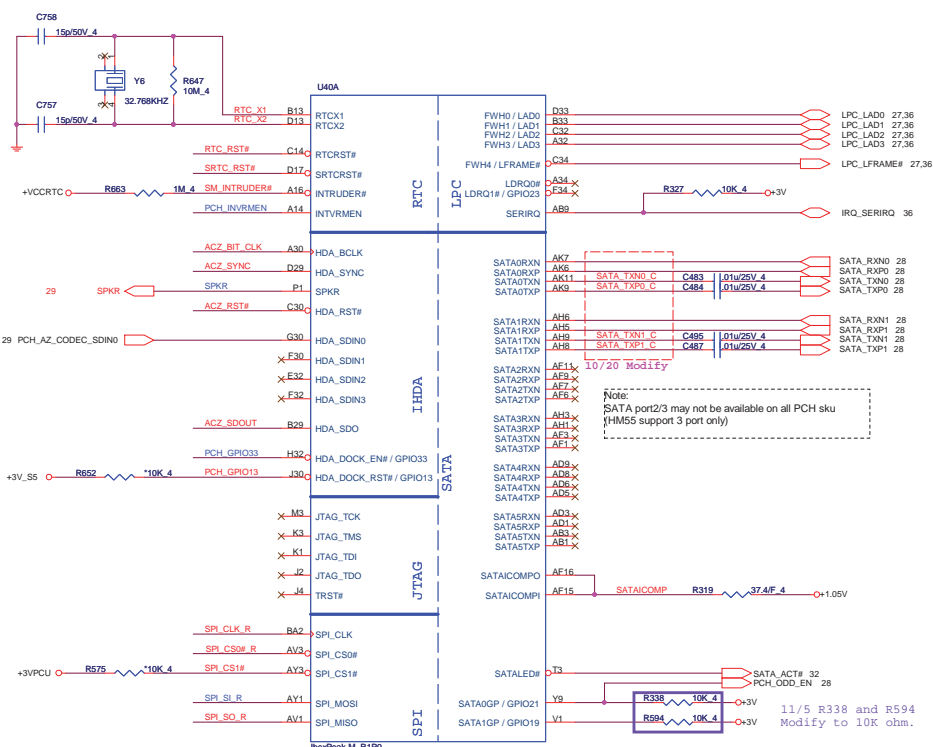 C758
15p/50V_4
2
1
Y6
32.768KHZ
3
4
R647
10M_4
C757
15p/50V_4
U40A
RTC_X1 B13 RTCX1
RTC_X2 D13 RTCX2
RTC_RST# C14 RTCRST#
SRTC_RST# D17 SRTCRST#
+VCCRTC R663 1M_4 SM_INTRUDER# A16 INTRUDER#
PCH_INVRMEN A14 INTVRMEN
RTC
LPC
FWH0 / LAD0 D33 LPC_LAD0 27,36
FWH1 / LAD1 B33 LPC_LAD1 27,36
FWH2 / LAD2 C32 LPC_LAD2 27,36
FWH3 / LAD3 A32 LPC_LAD3 27,36
FWH4 / LFRAME# C34 LPC_LFRAME# 27,36
LDRQ0# A34
LDRQ1# / GPIO23 F34
SERIRQ AB9 IRQ_SERIRQ 36
R327 10K_4 +3V
ACZ_BIT_CLK A30 HDA_BCLK
ACZ_SYNC D29 HDA_SYNC
29 SPKR SPKR P1 SPKR
ACZ_RST# C30 HDA_RST#
29 PCH_AZ_CODEC_SDIN0 G30 HDA_SDIN0
F30 HDA_SDIN1
E32 HDA_SDIN2
F32 HDA_SDIN3
ACZ_SDOUT B29 HDA_SDO
PCH_GPIO33 H32 HDA_DOCK_EN# / GPIO33
+3V_S5 R652 *10K_4 PCH_GPIO13 J30 HDA_DOCK_RST# / GPIO13
IHDA
SATA
SATA0RXN AK7 SATA_RXN0 28
SATA0RXP AK6 SATA_RXP0 28
SATA0TXN AK11 SATA_TXN0_C C483 .01u/25V_4 SATA_TXN0 28
SATA0TXP AK9 SATA_TXP0_C C484 .01u/25V_4 SATA_TXP0 28
SATA1RXN AH6 SATA_RXN1 28
SATA1RXP AH5 SATA_RXP1 28
SATA1TXN AH9 SATA_TXN1_C C495 .01u/25V_4 SATA_TXN1 28
SATA1TXP AH8 SATA_TXP1_C C487 .01u/25V_4 SATA_TXP1 28
10/20 Modify
SATA2RXN AF11
SATA2RXP AF9
SATA2TXN AF7
SATA2TXP AF6
Note:
SATA port2/3 may not be available on all PCH sku
(HM55 support 3 port only)
SATA3RXN AH3
SATA3RXP AH1
SATA3TXN AF3
SATA3TXP AF1
SATA4RXN AD9
SATA4RXP AD8
SATA4TXN AD6
SATA4TXP AD5
SATA5RXN AD3
SATA5RXP AD1
SATA5TXN AB3
SATA5TXP AB1
M3 JTAG_TCK
K3 JTAG_TMS
K1 JTAG_TDI
J2 JTAG_TDO
J4 TRST#
JTAG
SATAICOMPO AF16
SATAICOMPI AF15 SATAICOMP R319 37.4/F_4 +1.05V
SPI_CLK_R BA2 SPI_CLK
SPI_CS0#_R AV3 SPI_CS0#
+3VPCU R575 *10K_4 SPI_CS1# AY3 SPI_CS1#
SPI_SI_R AY1 SPI_MOSI
SPI_SO_R AV1 SPI_MISO
SPI
SATALED# T3 SATA_ACT# 32
PCH_ODD_EN 28
SATA0GP / GPIO21 Y9 R338 10K_4 +3V
SATA1GP / GPIO19 V1 R594 10K_4 +3V
11/5 R338 and R594
Modify to 10K ohm.
IbexPeak-M_R1P0